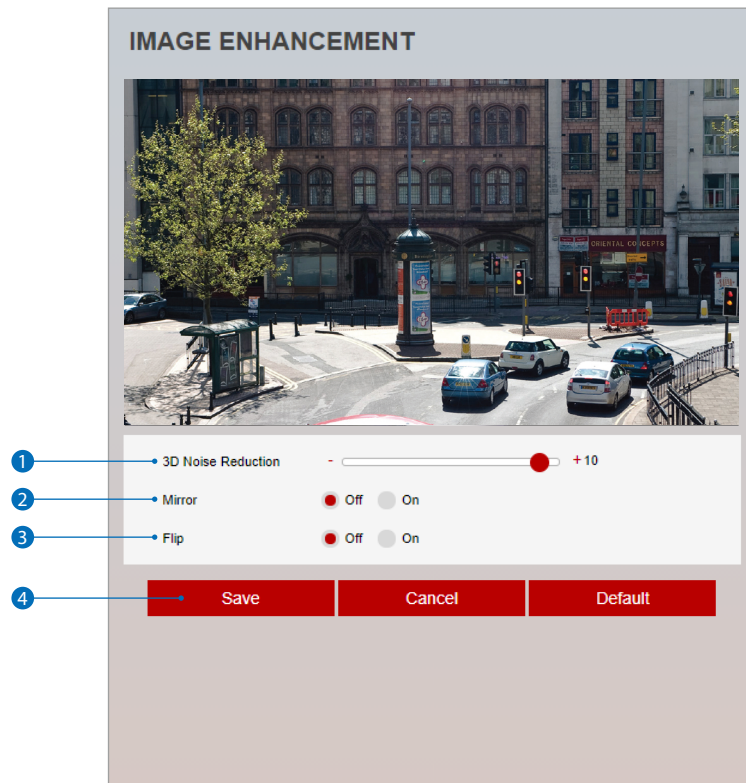 IMAGE ENHANCEMENT
ORIENTAL CONCEPTS
1 3D Noise Reduction - + 10
2 Mirror Off On
3 Flip Off On
4 Save Cancel Default